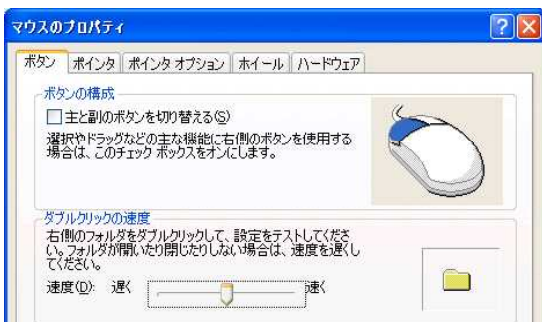 マウスのプロパティ
ボタン ポインタ ポインタ オプション ホイール ハードウェア
ボタンの構成
主と副のボタンを切り替える(S)
選択やドラッグなどの主な機能に右側のボタンを使用する
場合は、このチェック ボックスをオンにします。
ダブルクリックの速度
右側のフォルダをダブルクリックして、設定をテストしてくださ
い。フォルダが開いたり閉じたりしない場合は、速度を遅くし
てください。
速度(D): 遅く 速く